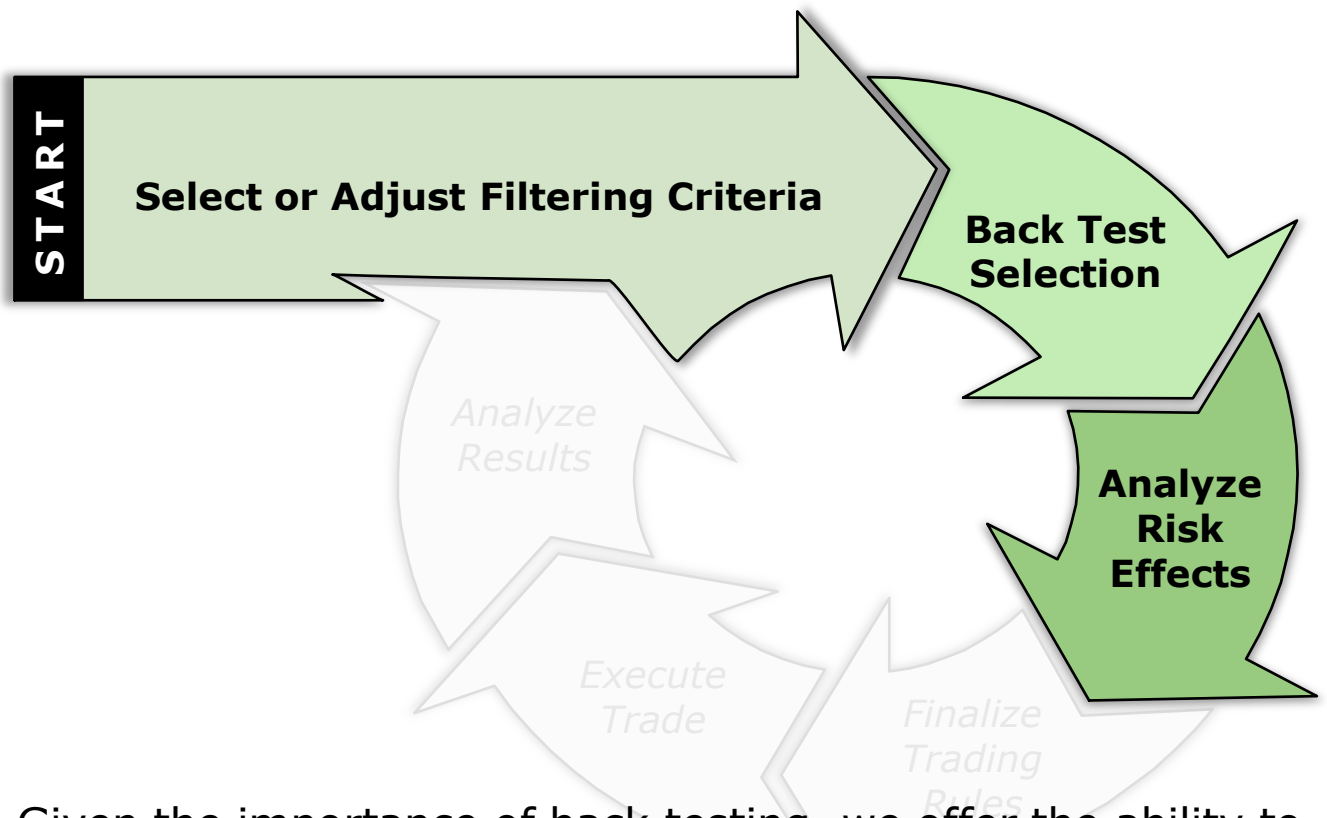 START
Select or Adjust Filtering Criteria
Back Test
Selection
Analyze
Risk
Effects
Finalize
Trading
Rules
Execute
Trade
Analyze
Results
Given the importance of back testing, we offer the ability to